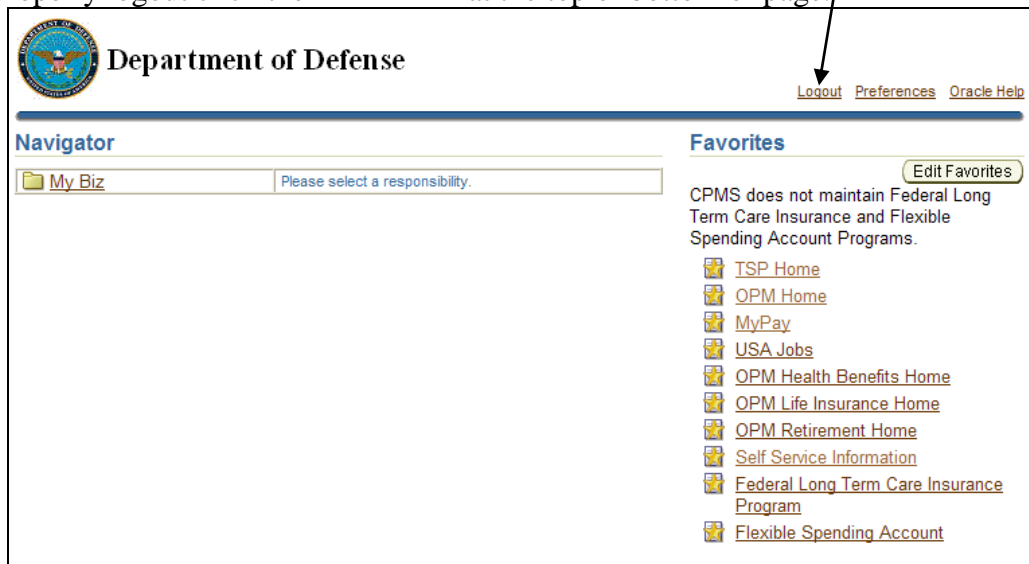 Department of Defense
Logout Preferences Oracle Help
Navigator
My Biz Please select a responsibility.
Favorites
Edit Favorites
CPMS does not maintain Federal Long
Term Care Insurance and Flexible
Spending Account Programs.
TSP Home
OPM Home
MyPay
USA Jobs
OPM Health Benefits Home
OPM Life Insurance Home
OPM Retirement Home
Self Service Information
Federal Long Term Care Insurance
Program
Flexible Spending Account